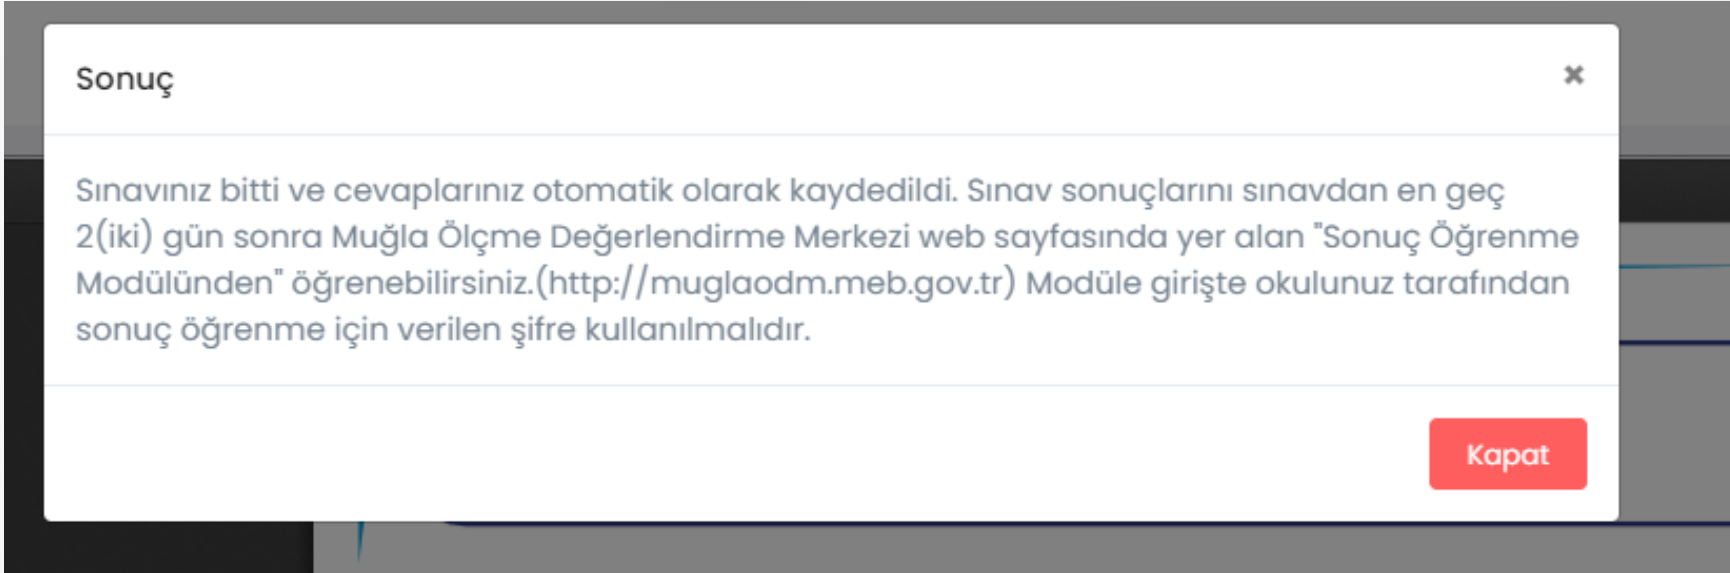 Sonuç
Sınavınız bitti ve cevaplarınız otomatik olarak kaydedildi. Sınav sonuçlarını sınavdan en geç
2(iki) gün sonra Muğla Ölçme Değerlendirme Merkezi web sayfasında yer alan "Sonuç Öğrenme
Modülünden" öğrenebilirsiniz.(http://muglaodm.meb.gov.tr) Modüle girişte okulunuz tarafından
sonuç öğrenme için verilen şifre kullanılmalıdır.
Kapat